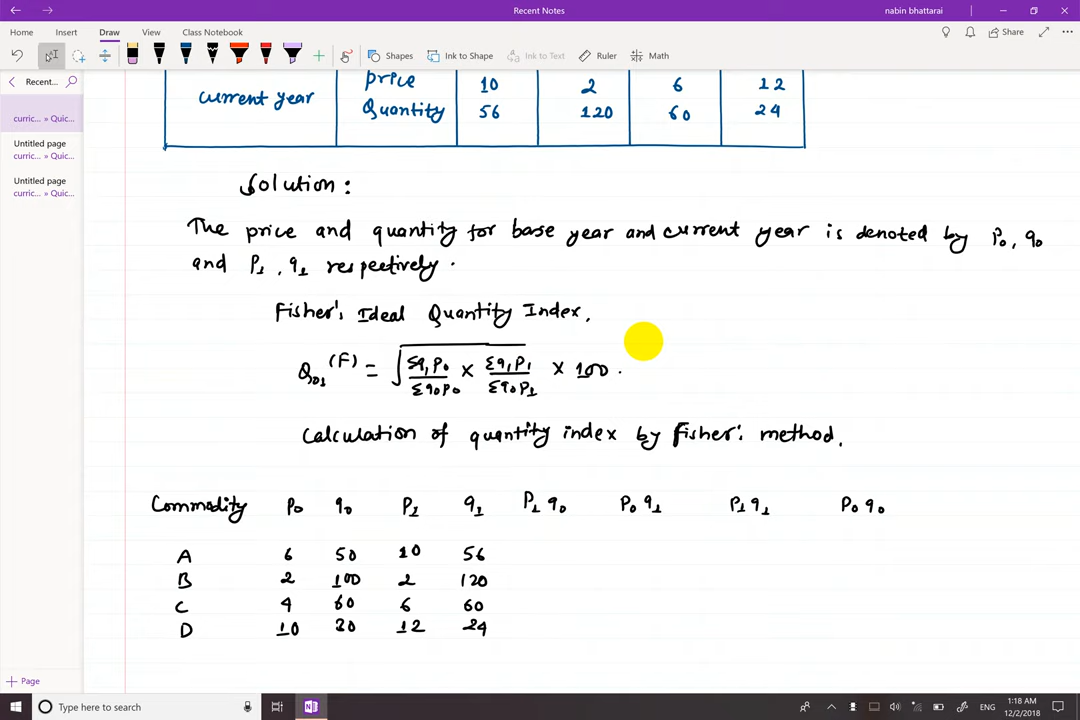 Recent Notes
nabin bhattarai
File Home Insert Draw View Class Notebook
Share
Shapes Ink to Shape Ink to Text Ruler Math
Recent...
curric... » Quic...
Untitled page
curric... » Quic...
Untitled page
curric... » Quic...
current year price 10 2 6 12
Quantity 56 120 60 24
Solution:
The price and quantity for base year and current year is denoted by P₀, q₀
and P₁, q₁ respectively.
Fisher's Ideal Quantity Index,
Q₀₁^(F) = √(Σq₁P₀/Σq₀P₀ × Σq₁P₁/Σq₀P₁) × 100.
Calculation of quantity index by Fisher's method.
Commodity P₀ q₀ P₁ q₁ P₁q₀ P₀q₁ P₁q₁ P₀q₀
A 6 50 10 56
B 2 100 2 120
C 4 60 6 60
D 10 30 12 24
+ Page
Type here to search
ENG
1:18 AM
12/2/2018